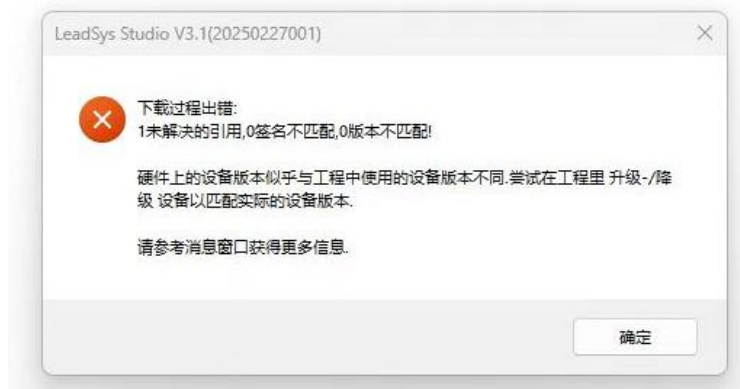 LeadSys Studio V3.1(20250227001)
下载过程出错:
1未解决的引用,0签名不匹配,0版本不匹配!
硬件上的设备版本似乎与工程中使用的设备版本不同.尝试在工程里 升级-/降
级 设备以匹配实际的设备版本.
请参考消息窗口获得更多信息.
确定